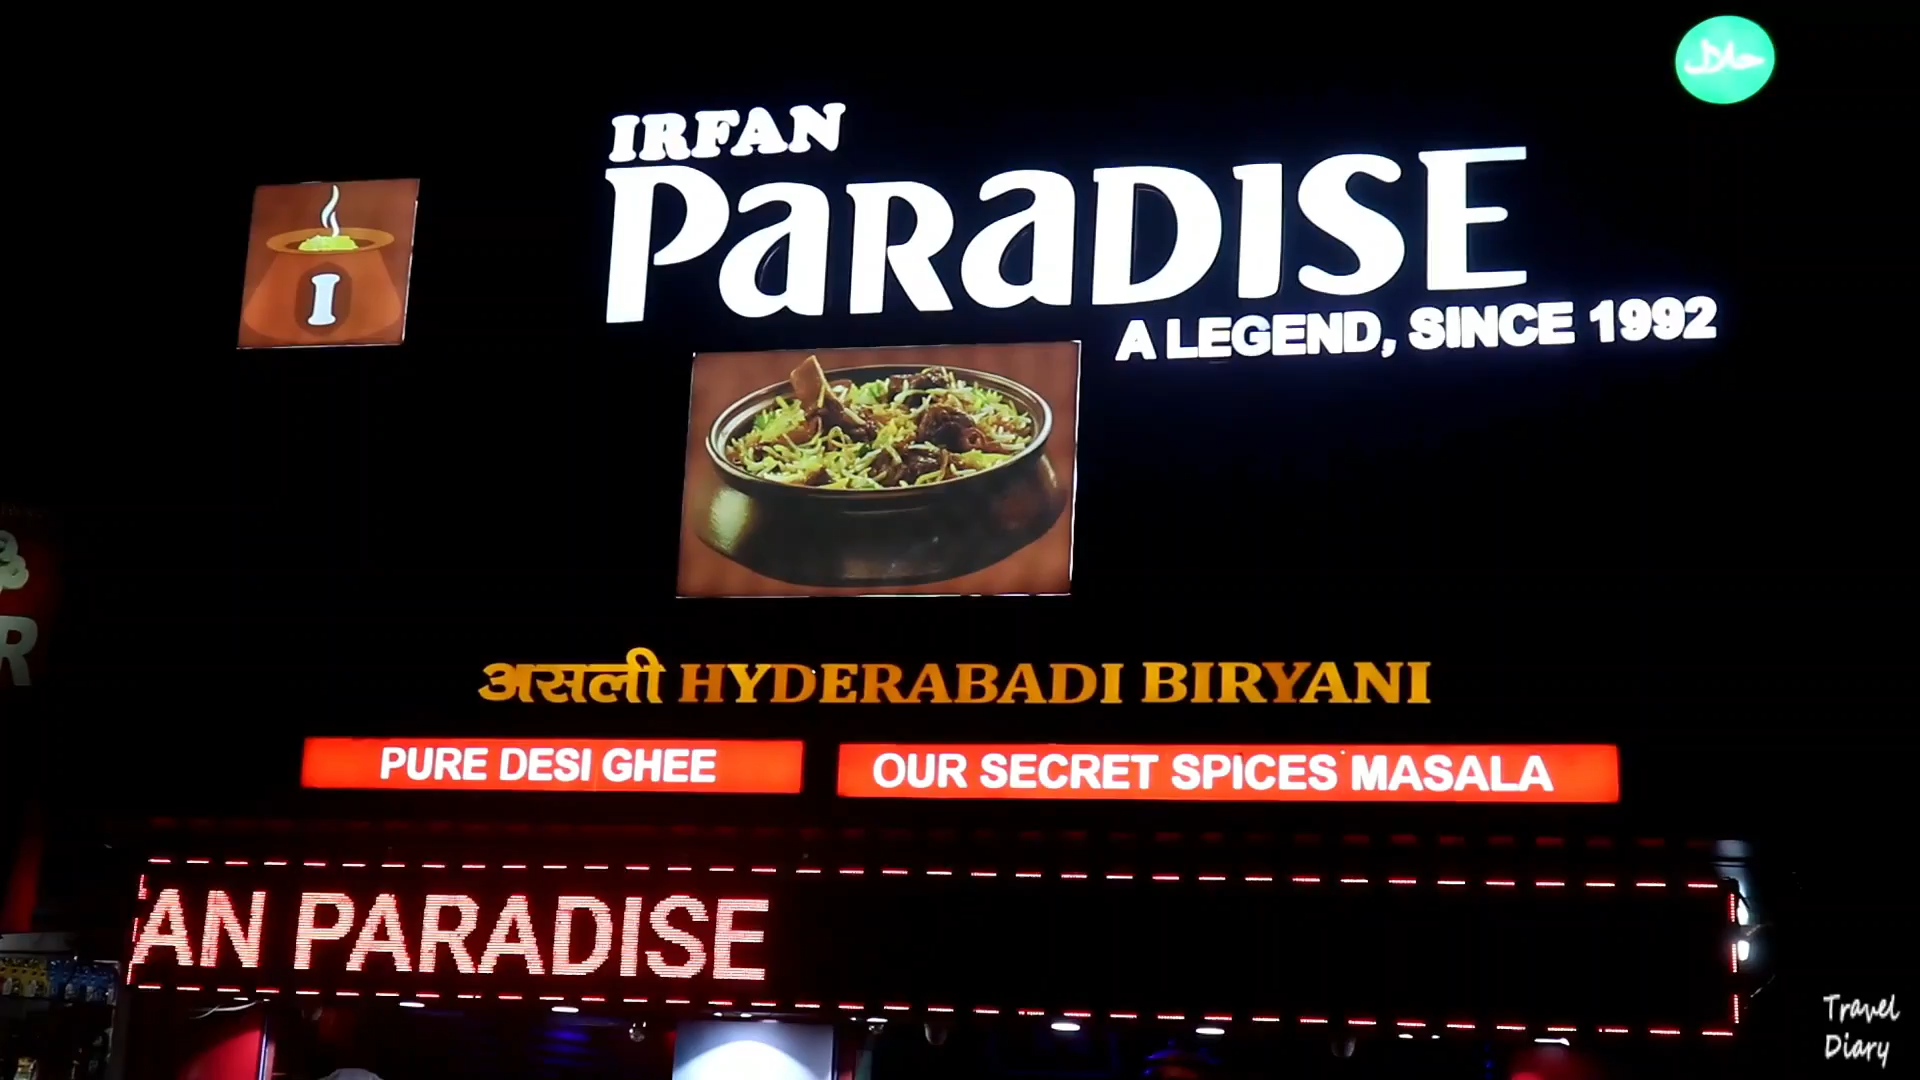 حلال
IRFAN
PARADISE
A LEGEND, SINCE 1992
I
असली HYDERABADI BIRYANI
PURE DESI GHEE
OUR SECRET SPICES MASALA
AN PARADISE
R
Travel
Diary